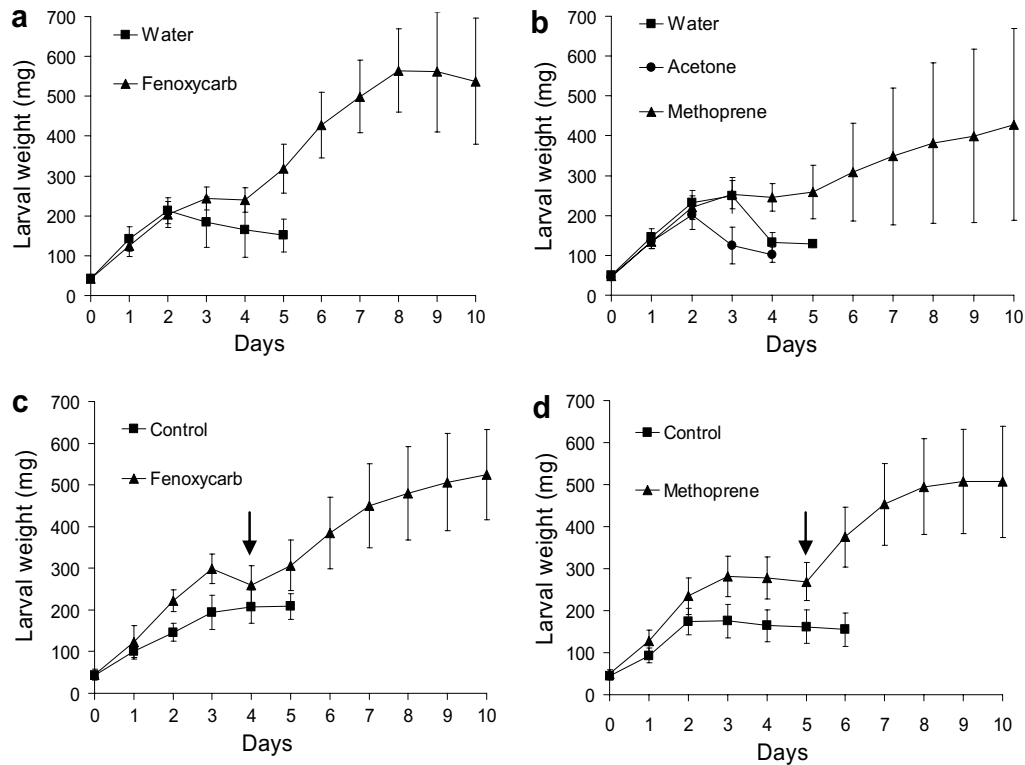 a
Larval weight (mg)
700
600
500
400
300
200
100
0
Water
Fenoxycarb
0 1 2 3 4 5 6 7 8 9 10
Days
b
Larval weight (mg)
700
600
500
400
300
200
100
0
Water
Acetone
Methoprene
0 1 2 3 4 5 6 7 8 9 10
Days
c
Larval weight (mg)
700
600
500
400
300
200
100
0
Control
Fenoxycarb
0 1 2 3 4 5 6 7 8 9 10
Days
d
Larval weight (mg)
700
600
500
400
300
200
100
0
Control
Methoprene
0 1 2 3 4 5 6 7 8 9 10
Days